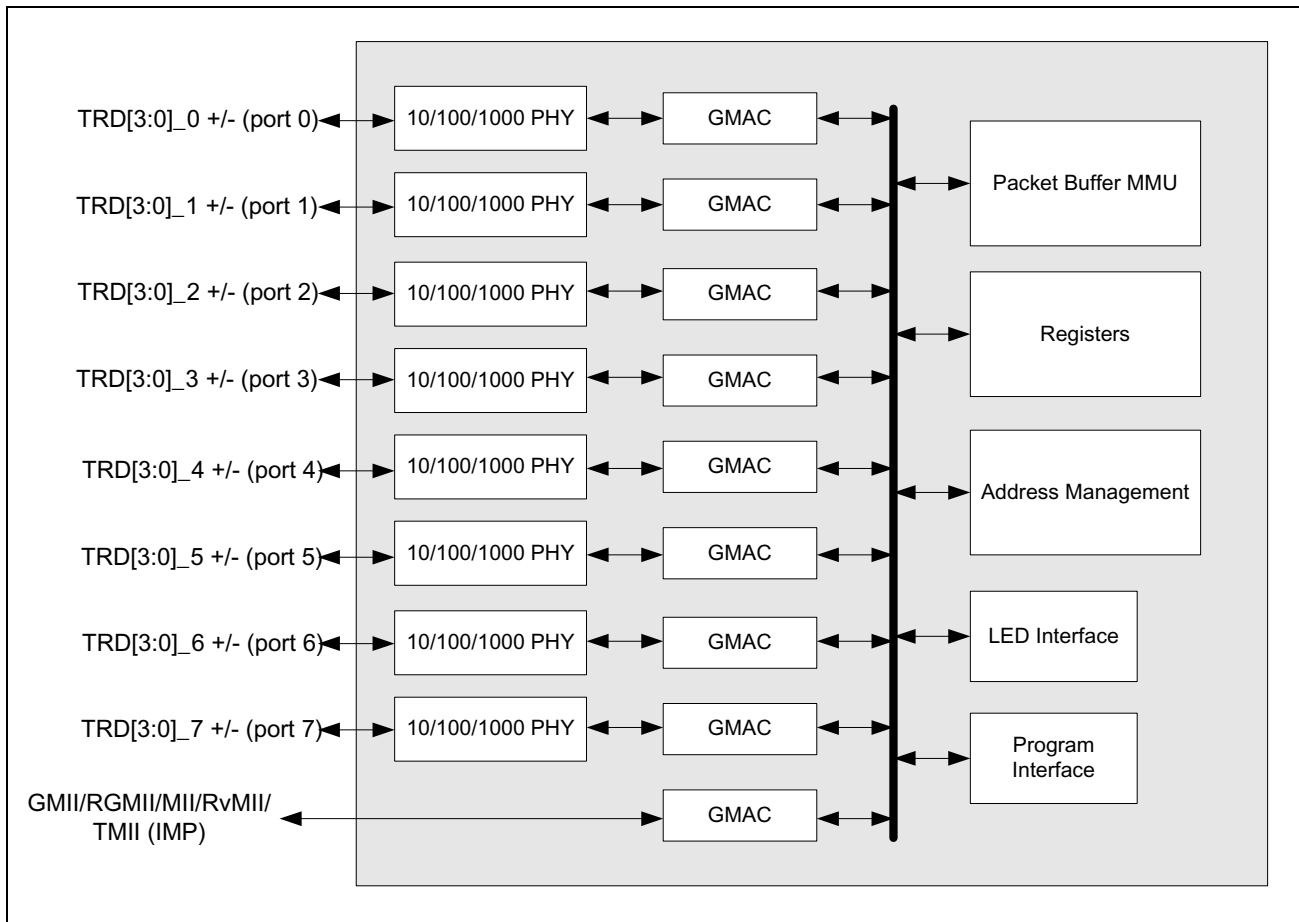 TRD[3:0]_0 +/- (port 0)
10/100/1000 PHY
GMAC
TRD[3:0]_1 +/- (port 1)
10/100/1000 PHY
GMAC
TRD[3:0]_2 +/- (port 2)
10/100/1000 PHY
GMAC
TRD[3:0]_3 +/- (port 3)
10/100/1000 PHY
GMAC
TRD[3:0]_4 +/- (port 4)
10/100/1000 PHY
GMAC
TRD[3:0]_5 +/- (port 5)
10/100/1000 PHY
GMAC
TRD[3:0]_6 +/- (port 6)
10/100/1000 PHY
GMAC
TRD[3:0]_7 +/- (port 7)
10/100/1000 PHY
GMAC
GMII/RGMII/MII/RvMII/
TMII (IMP)
GMAC
Packet Buffer MMU
Registers
Address Management
LED Interface
Program
Interface